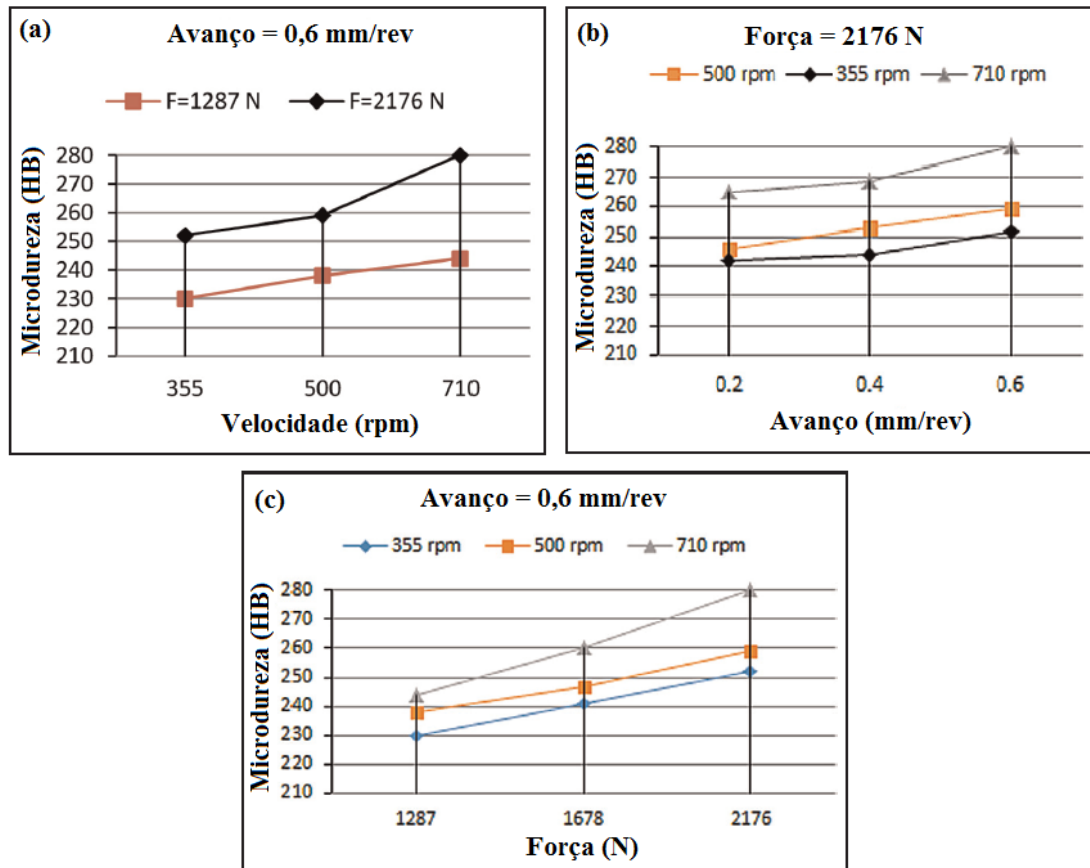 (a)
Avanço = 0,6 mm/rev
F=1287 N F=2176 N
Microdureza (HB)
280
270
260
250
240
230
220
210
355 500 710
Velocidade (rpm)
(b)
Força = 2176 N
500 rpm 355 rpm 710 rpm
Microdureza (HB)
280
270
260
250
240
230
220
210
0.2 0.4 0.6
Avanço (mm/rev)
(c)
Avanço = 0,6 mm/rev
355 rpm 500 rpm 710 rpm
Microdureza (HB)
280
270
260
250
240
230
220
210
1287 1678 2176
Força (N)